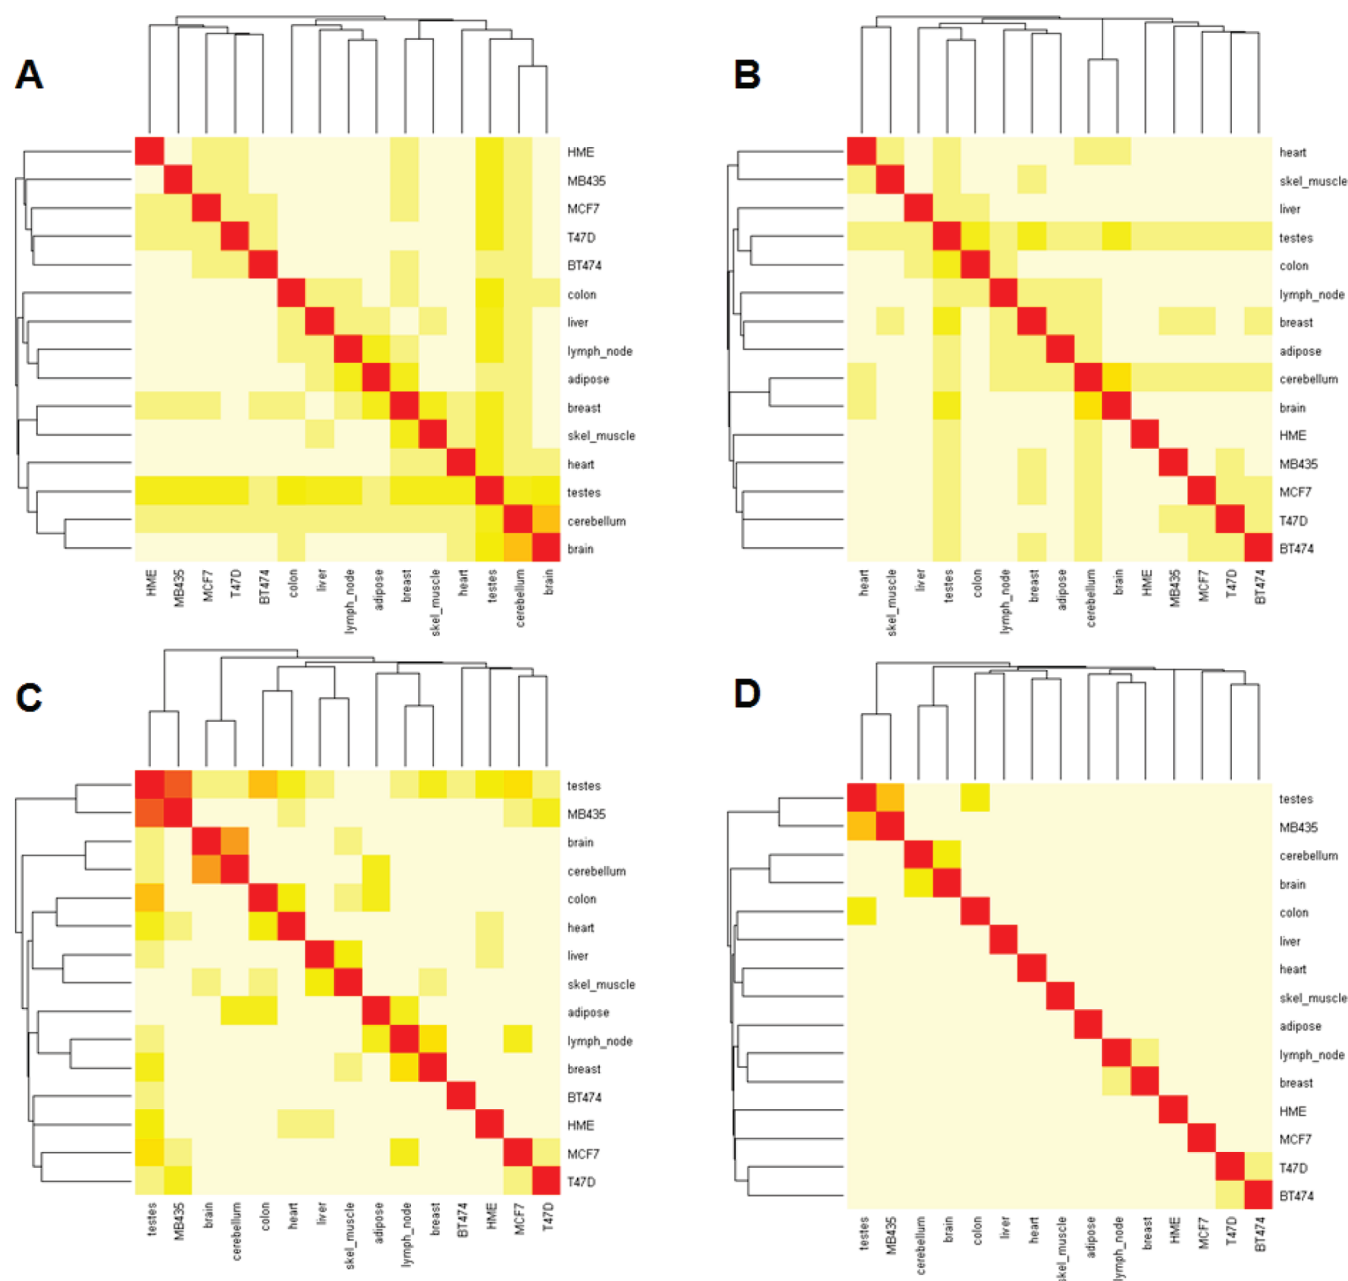 A
HME
MB435
MCF7
T47D
BT474
colon
liver
lymph_node
adipose
breast
skel_muscle
heart
testes
cerebellum
brain
HME
MB435
MCF7
T47D
BT474
colon
liver
lymph_node
adipose
breast
skel_muscle
heart
testes
cerebellum
brain
B
heart
skel_muscle
liver
testes
colon
lymph_node
breast
adipose
cerebellum
brain
HME
MB435
MCF7
T47D
BT474
heart
skel_muscle
liver
testes
colon
lymph_node
breast
adipose
cerebellum
brain
HME
MB435
MCF7
T47D
BT474
C
testes
MB435
brain
cerebellum
colon
heart
liver
skel_muscle
adipose
lymph_node
breast
BT474
HME
MCF7
T47D
testes
MB435
brain
cerebellum
colon
heart
liver
skel_muscle
adipose
lymph_node
breast
BT474
HME
MCF7
T47D
D
testes
MB435
cerebellum
brain
colon
liver
heart
skel_muscle
adipose
lymph_node
breast
HME
MCF7
T47D
BT474
testes
MB435
cerebellum
brain
colon
liver
heart
skel_muscle
adipose
lymph_node
breast
HME
MCF7
T47D
BT474